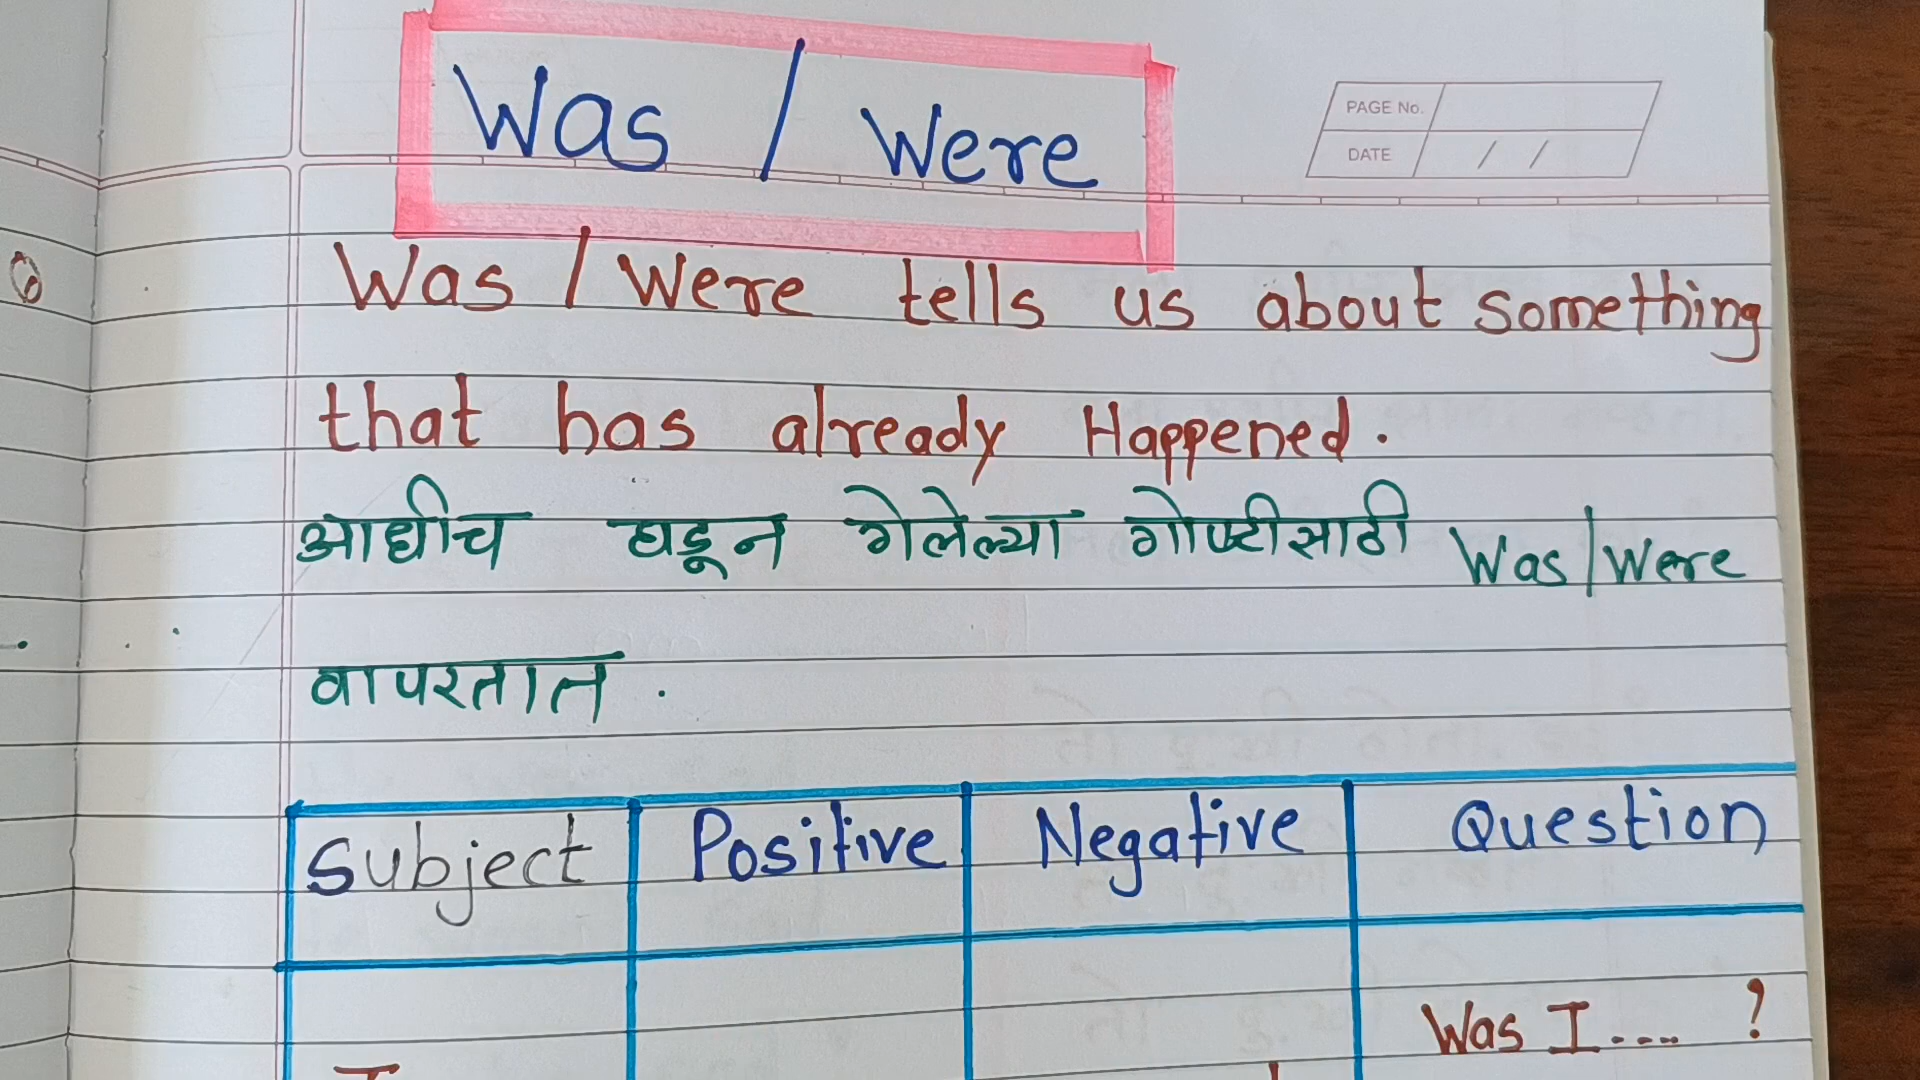 Was / Were
PAGE No.
DATE / /
Was / Were tells us about something
that has already Happened.
आधीच घडून गेलेल्या गोष्टीसाठी Was/Were
वापरतात.
Subject Positive Negative Question
Was I.... ?